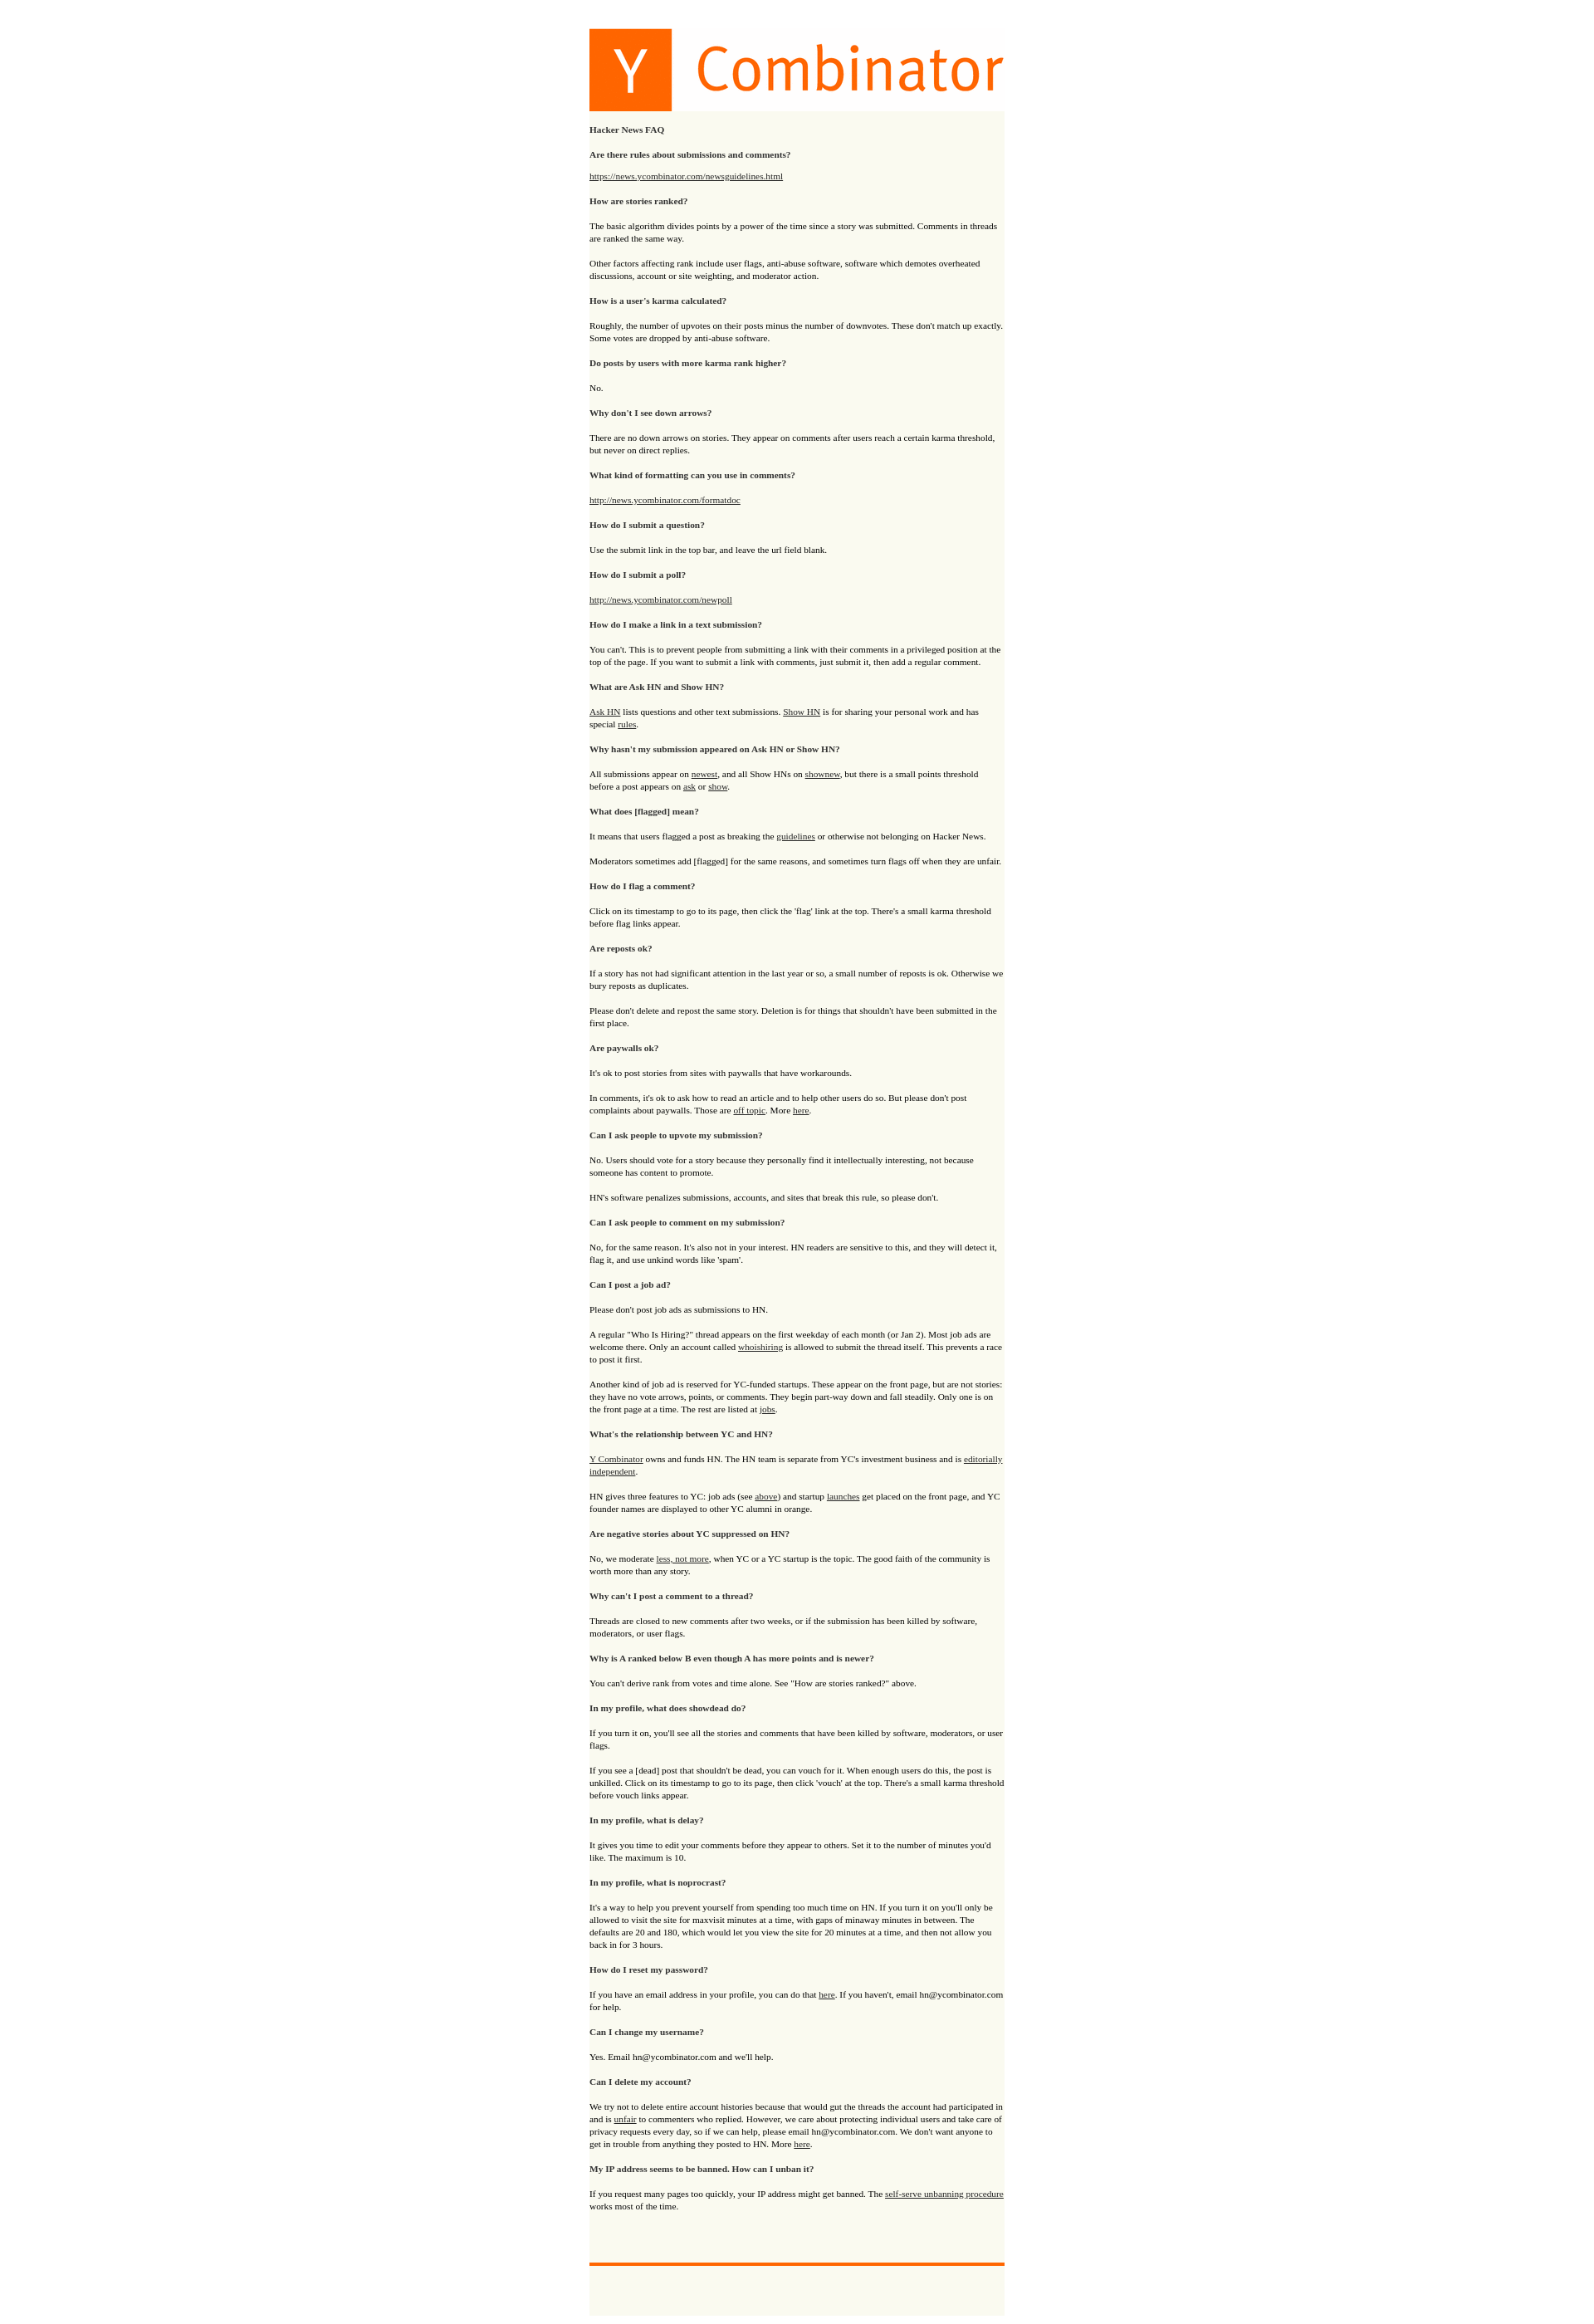 Y Combinator
Hacker News FAQ
Are there rules about submissions and comments?
https://news.ycombinator.com/newsguidelines.html
How are stories ranked?
The basic algorithm divides points by a power of the time since a story was submitted. Comments in threads
are ranked the same way.
Other factors affecting rank include user flags, anti-abuse software, software which demotes overheated
discussions, account or site weighting, and moderator action.
How is a user's karma calculated?
Roughly, the number of upvotes on their posts minus the number of downvotes. These don't match up exactly.
Some votes are dropped by anti-abuse software.
Do posts by users with more karma rank higher?
No.
Why don't I see down arrows?
There are no down arrows on stories. They appear on comments after users reach a certain karma threshold,
but never on direct replies.
What kind of formatting can you use in comments?
http://news.ycombinator.com/formatdoc
How do I submit a question?
Use the submit link in the top bar, and leave the url field blank.
How do I submit a poll?
http://news.ycombinator.com/newpoll
How do I make a link in a text submission?
You can't. This is to prevent people from submitting a link with their comments in a privileged position at the
top of the page. If you want to submit a link with comments, just submit it, then add a regular comment.
What are Ask HN and Show HN?
Ask HN lists questions and other text submissions. Show HN is for sharing your personal work and has
special rules.
Why hasn't my submission appeared on Ask HN or Show HN?
All submissions appear on newest, and all Show HNs on shownew, but there is a small points threshold
before a post appears on ask or show.
What does [flagged] mean?
It means that users flagged a post as breaking the guidelines or otherwise not belonging on Hacker News.
Moderators sometimes add [flagged] for the same reasons, and sometimes turn flags off when they are unfair.
How do I flag a comment?
Click on its timestamp to go to its page, then click the 'flag' link at the top. There's a small karma threshold
before flag links appear.
Are reposts ok?
If a story has not had significant attention in the last year or so, a small number of reposts is ok. Otherwise we
bury reposts as duplicates.
Please don't delete and repost the same story. Deletion is for things that shouldn't have been submitted in the
first place.
Are paywalls ok?
It's ok to post stories from sites with paywalls that have workarounds.
In comments, it's ok to ask how to read an article and to help other users do so. But please don't post
complaints about paywalls. Those are off topic. More here.
Can I ask people to upvote my submission?
No. Users should vote for a story because they personally find it intellectually interesting, not because
someone has content to promote.
HN's software penalizes submissions, accounts, and sites that break this rule, so please don't.
Can I ask people to comment on my submission?
No, for the same reason. It's also not in your interest. HN readers are sensitive to this, and they will detect it,
flag it, and use unkind words like 'spam'.
Can I post a job ad?
Please don't post job ads as submissions to HN.
A regular "Who Is Hiring?" thread appears on the first weekday of each month (or Jan 2). Most job ads are
welcome there. Only an account called whoishiring is allowed to submit the thread itself. This prevents a race
to post it first.
Another kind of job ad is reserved for YC-funded startups. These appear on the front page, but are not stories:
they have no vote arrows, points, or comments. They begin part-way down and fall steadily. Only one is on
the front page at a time. The rest are listed at jobs.
What's the relationship between YC and HN?
Y Combinator owns and funds HN. The HN team is separate from YC's investment business and is editorially
independent.
HN gives three features to YC: job ads (see above) and startup launches get placed on the front page, and YC
founder names are displayed to other YC alumni in orange.
Are negative stories about YC suppressed on HN?
No, we moderate less, not more, when YC or a YC startup is the topic. The good faith of the community is
worth more than any story.
Why can't I post a comment to a thread?
Threads are closed to new comments after two weeks, or if the submission has been killed by software,
moderators, or user flags.
Why is A ranked below B even though A has more points and is newer?
You can't derive rank from votes and time alone. See "How are stories ranked?" above.
In my profile, what does showdead do?
If you turn it on, you'll see all the stories and comments that have been killed by software, moderators, or user
flags.
If you see a [dead] post that shouldn't be dead, you can vouch for it. When enough users do this, the post is
unkilled. Click on its timestamp to go to its page, then click 'vouch' at the top. There's a small karma threshold
before vouch links appear.
In my profile, what is delay?
It gives you time to edit your comments before they appear to others. Set it to the number of minutes you'd
like. The maximum is 10.
In my profile, what is noprocrast?
It's a way to help you prevent yourself from spending too much time on HN. If you turn it on you'll only be
allowed to visit the site for maxvisit minutes at a time, with gaps of minaway minutes in between. The
defaults are 20 and 180, which would let you view the site for 20 minutes at a time, and then not allow you
back in for 3 hours.
How do I reset my password?
If you have an email address in your profile, you can do that here. If you haven't, email hn@ycombinator.com
for help.
Can I change my username?
Yes. Email hn@ycombinator.com and we'll help.
Can I delete my account?
We try not to delete entire account histories because that would gut the threads the account had participated in
and is unfair to commenters who replied. However, we care about protecting individual users and take care of
privacy requests every day, so if we can help, please email hn@ycombinator.com. We don't want anyone to
get in trouble from anything they posted to HN. More here.
My IP address seems to be banned. How can I unban it?
If you request many pages too quickly, your IP address might get banned. The self-serve unbanning procedure
works most of the time.